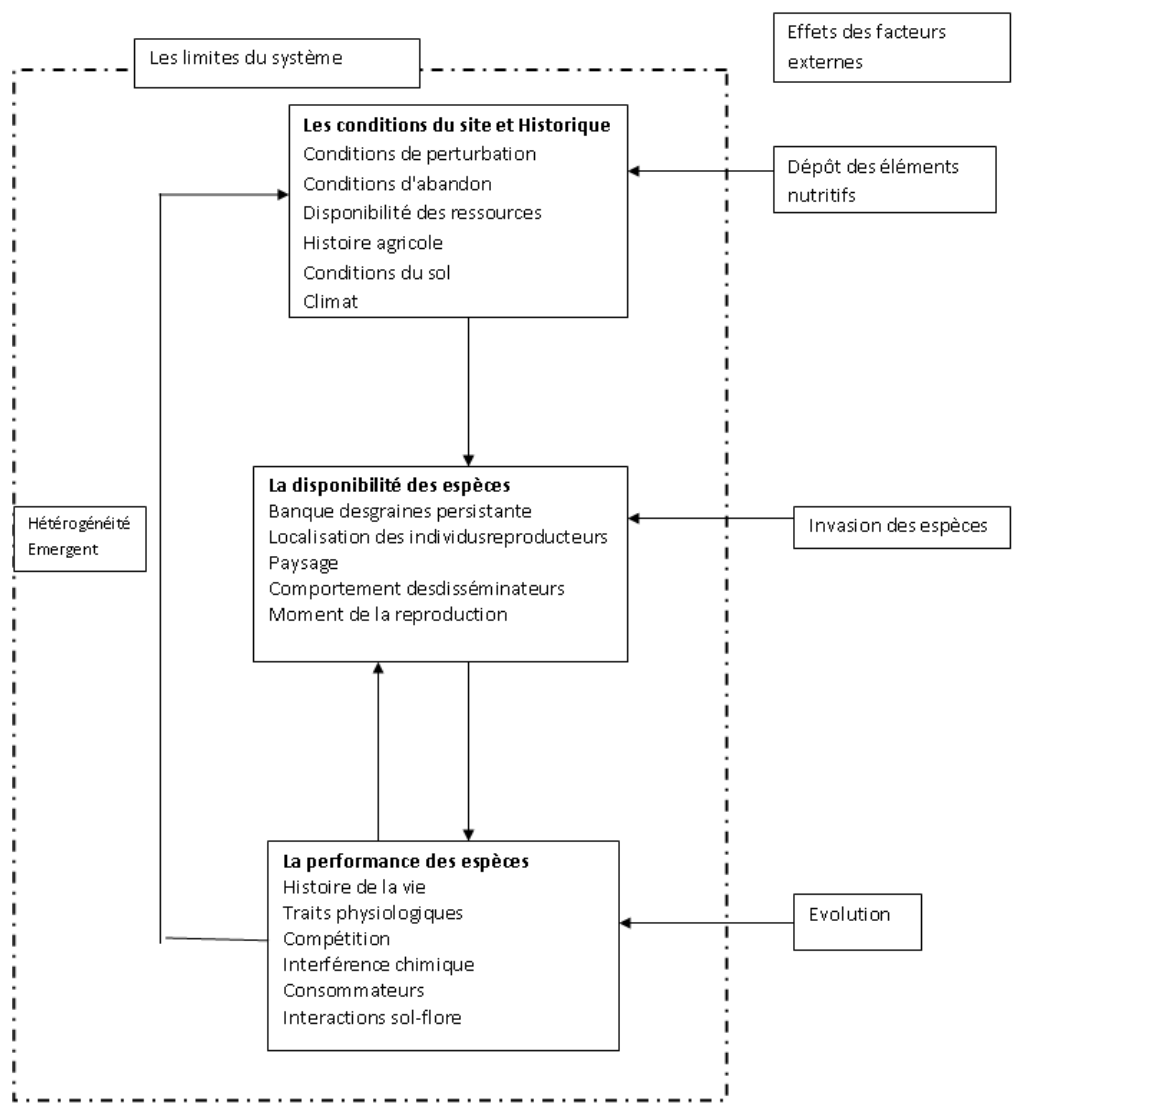 Les limites du système
Effets des facteurs
externes
Les conditions du site et Historique
Conditions de perturbation
Conditions d'abandon
Disponibilité des ressources
Histoire agricole
Conditions du sol
Climat
Dépôt des éléments
nutritifs
La disponibilité des espèces
Banque desgraines persistante
Localisation des individusreproducteurs
Paysage
Comportement desdisséminateurs
Moment de la reproduction
Hétérogénéité
Emergent
Invasion des espèces
La performance des espèces
Histoire de la vie
Traits physiologiques
Compétition
Interférence chimique
Consommateurs
Interactions sol-flore
Evolution